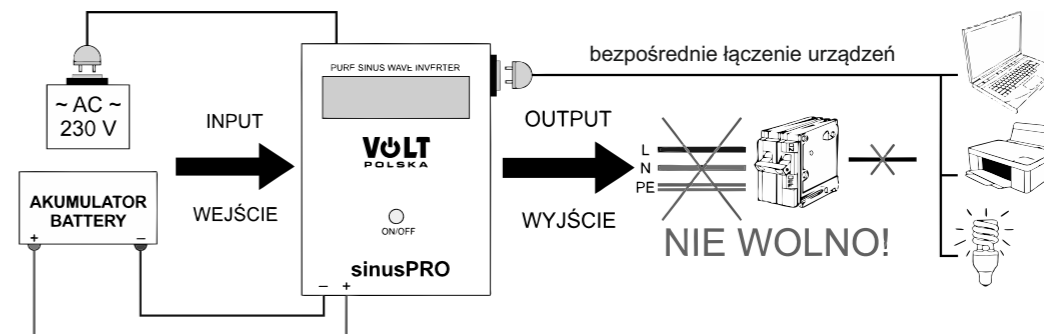 ~ AC ~
230 V
AKUMULATOR
BATTERY
+ –
INPUT
WEJŚCIE
PURE SINUS WAVE INVERTER
VOLT
POLSKA
ON/OFF
sinusPRO
– +
bezpośrednie łączenie urządzeń
OUTPUT
WYJŚCIE
L
N
PE
NIE WOLNO!